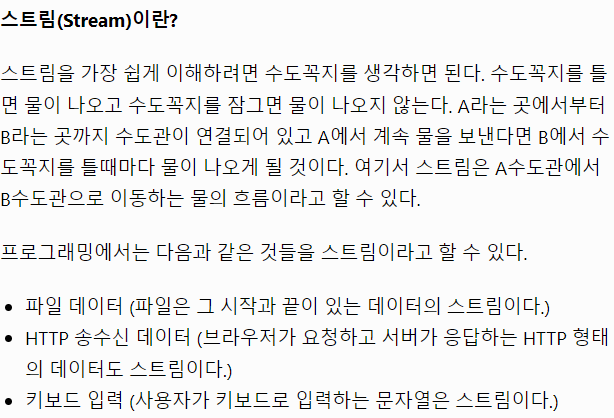 스트림(Stream)이란?
스트림을 가장 쉽게 이해하려면 수도꼭지를 생각하면 된다. 수도꼭지를 틀
면 물이 나오고 수도꼭지를 잠그면 물이 나오지 않는다. A라는 곳에서부터
B라는 곳까지 수도관이 연결되어 있고 A에서 계속 물을 보낸다면 B에서 수
도꼭지를 틀때마다 물이 나오게 될 것이다. 여기서 스트림은 A수도관에서
B수도관으로 이동하는 물의 흐름이라고 할 수 있다.
프로그래밍에서는 다음과 같은 것들을 스트림이라고 할 수 있다.
• 파일 데이터 (파일은 그 시작과 끝이 있는 데이터의 스트림이다.)
• HTTP 송수신 데이터 (브라우저가 요청하고 서버가 응답하는 HTTP 형태
의 데이터도 스트림이다.)
• 키보드 입력 (사용자가 키보드로 입력하는 문자열은 스트림이다.)